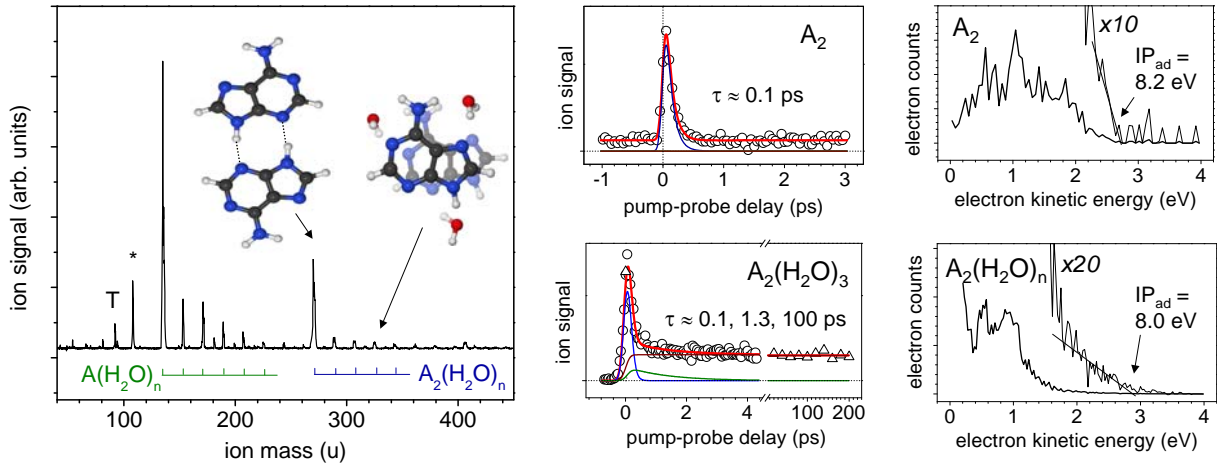 ion signal (arb. units)
T
*
A(H₂O)ₙ
A₂(H₂O)ₙ
100
200
300
400
ion mass (u)
ion signal
A₂
τ ≈ 0.1 ps
-1
0
1
2
3
pump-probe delay (ps)
ion signal
A₂(H₂O)₃
τ ≈ 0.1, 1.3, 100 ps
0
2
4
100
200
pump-probe delay (ps)
electron counts
A₂
x10
IPad =
8.2 eV
0
1
2
3
4
electron kinetic energy (eV)
electron counts
A₂(H₂O)ₙ
x20
IPad =
8.0 eV
0
1
2
3
4
electron kinetic energy (eV)